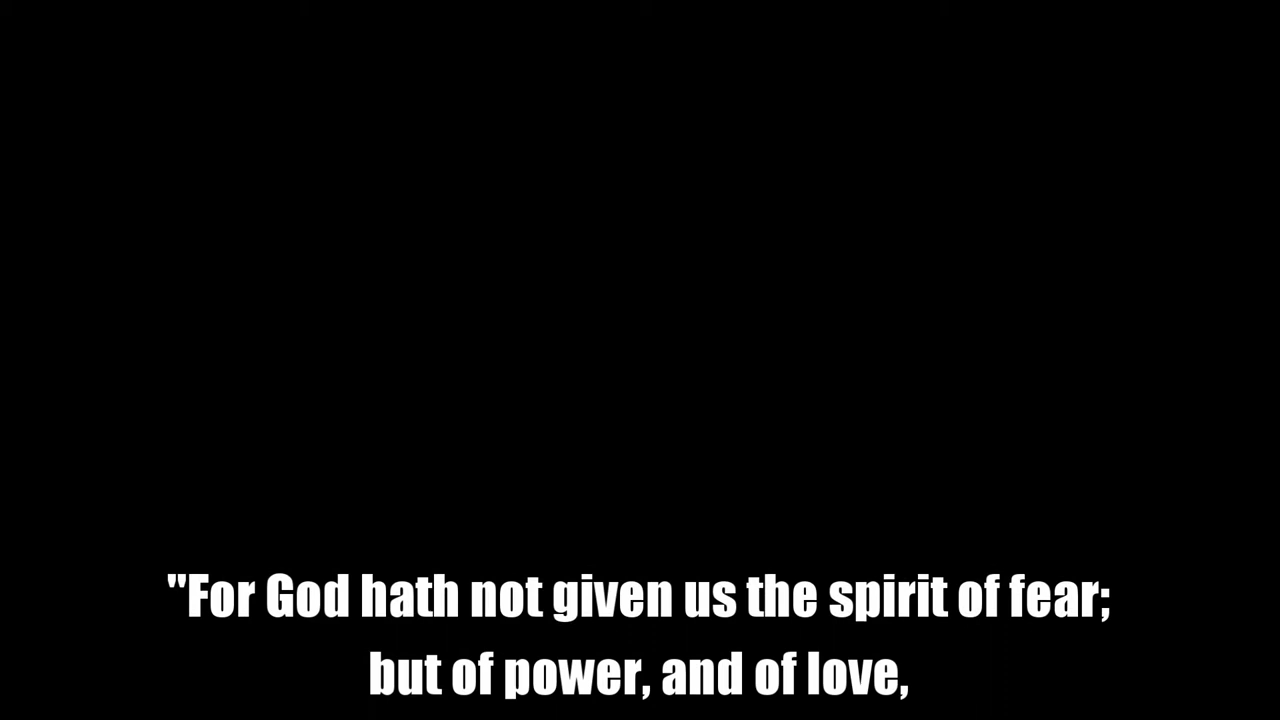 "For God hath not given us the spirit of fear;
but of power, and of love,